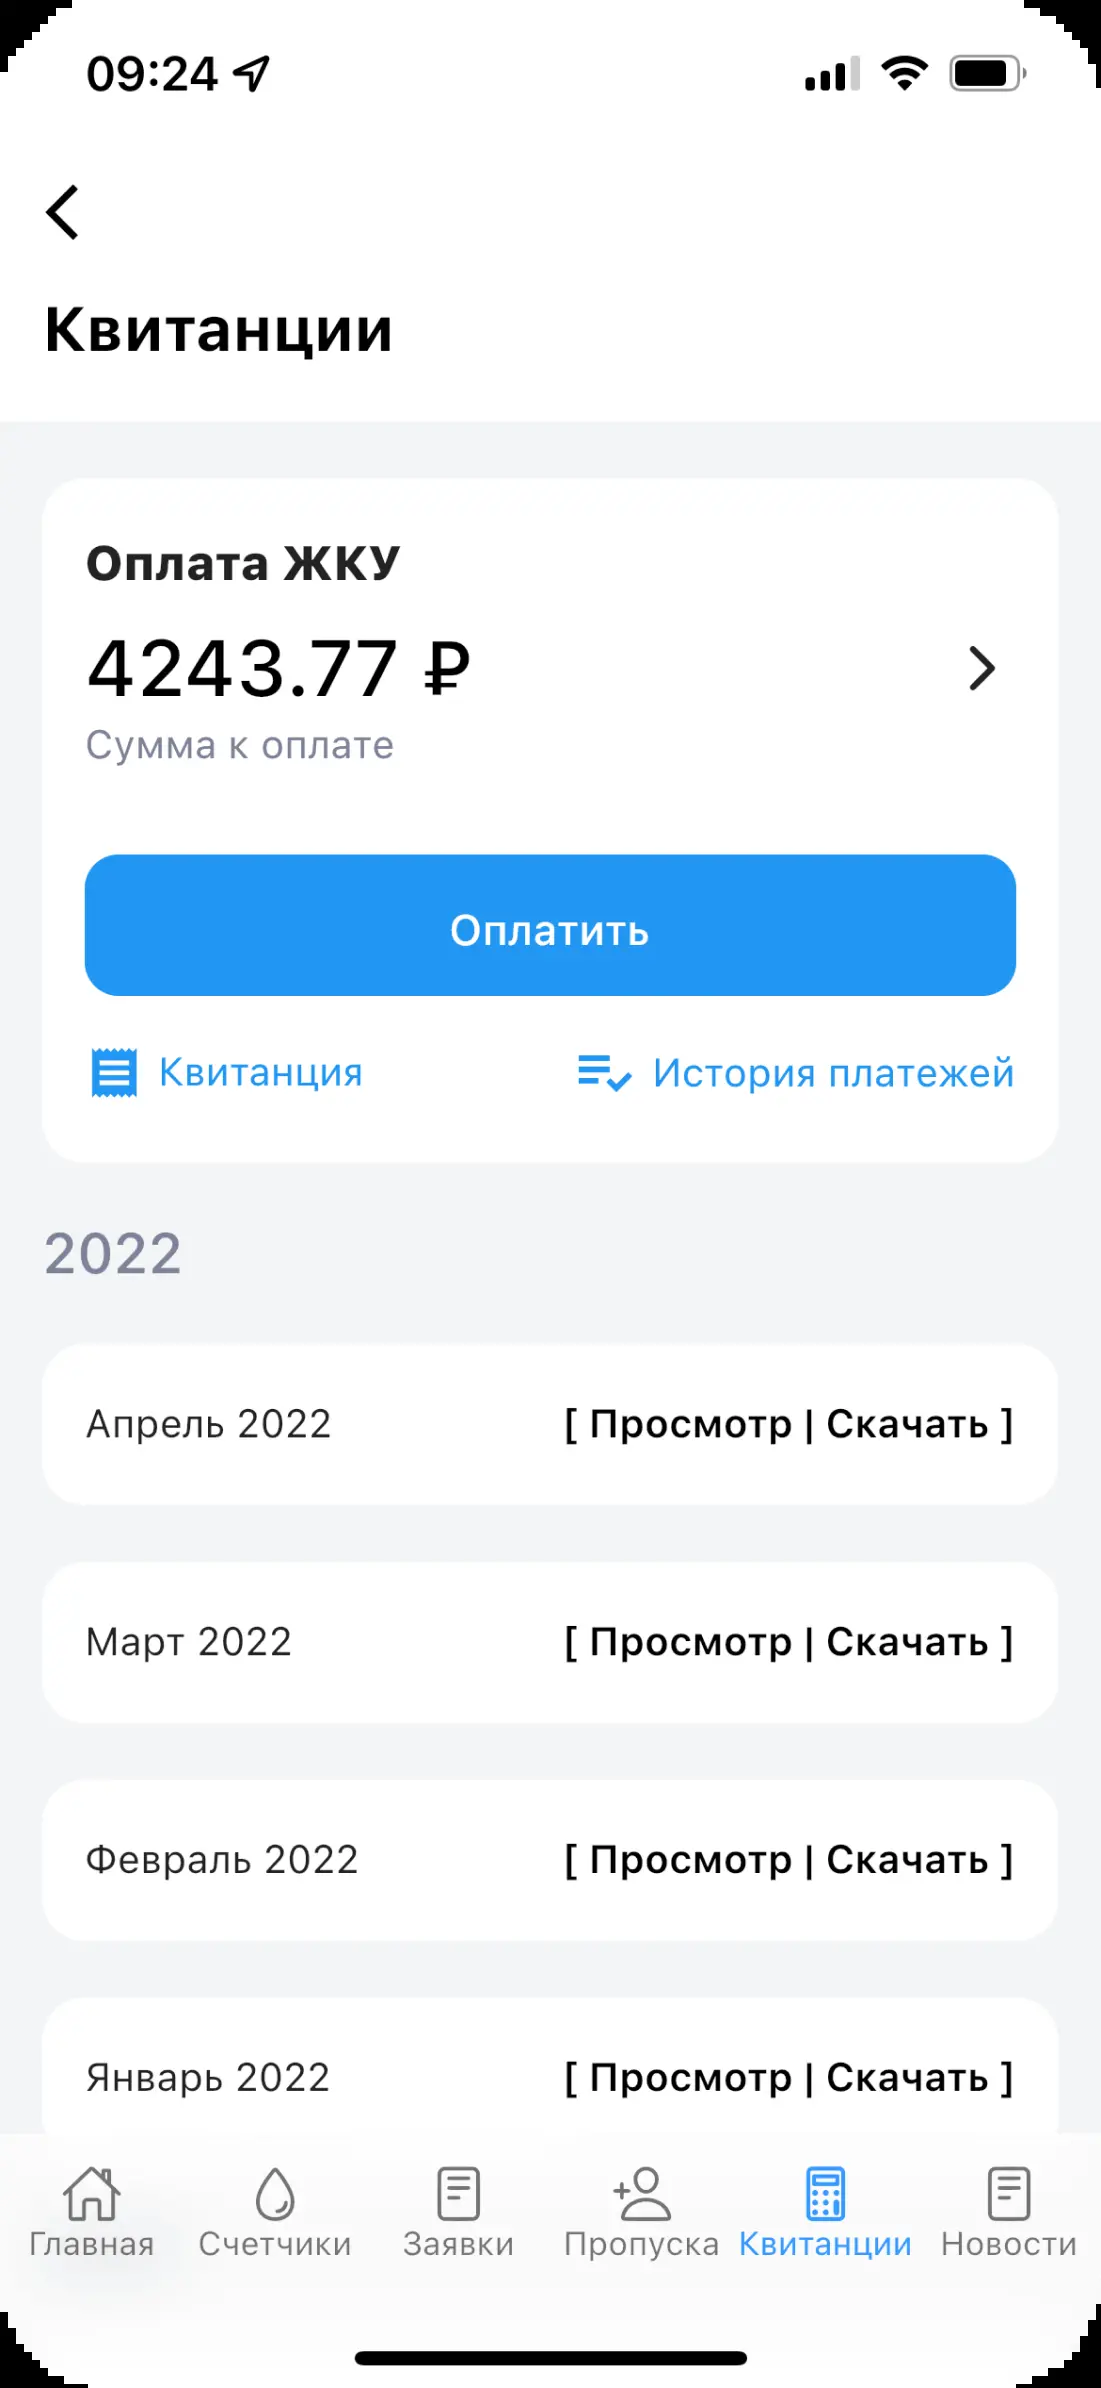 09:24
Квитанции
Оплата ЖКУ
4243.77 ₽
Сумма к оплате
Оплатить
Квитанция
История платежей
2022
Апрель 2022 [ Просмотр | Скачать ]
Март 2022 [ Просмотр | Скачать ]
Февраль 2022 [ Просмотр | Скачать ]
Январь 2022 [ Просмотр | Скачать ]
Главная Счетчики Заявки Пропуска Квитанции Новости